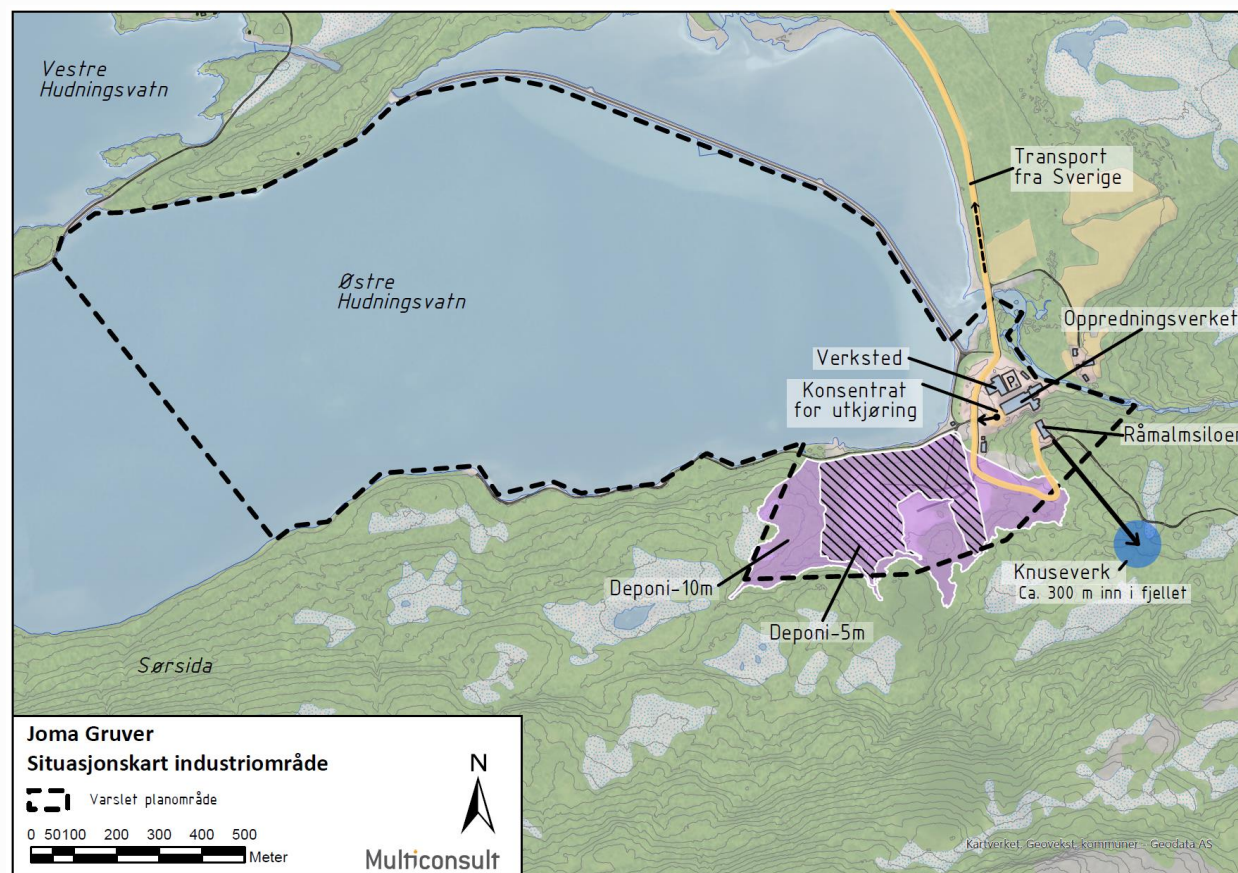 Vestre
Hudningsvatn
Transport
fra Sverige
Østre
Hudningsvatn
Oppredningsverket
Verksted
P
Konsentrat
for utkjøring
Råmalmsiloer
Knuseverk
Ca. 300 m inn i fjellet
Deponi-10m
Deponi-5m
Sørsida
Joma Gruver
Situasjonskart industriområde
N
Varslet planområde
0 50 100 200 300 400 500
Meter
Multiconsult
Kartverket, Geovekst, kommuner - Geodata AS